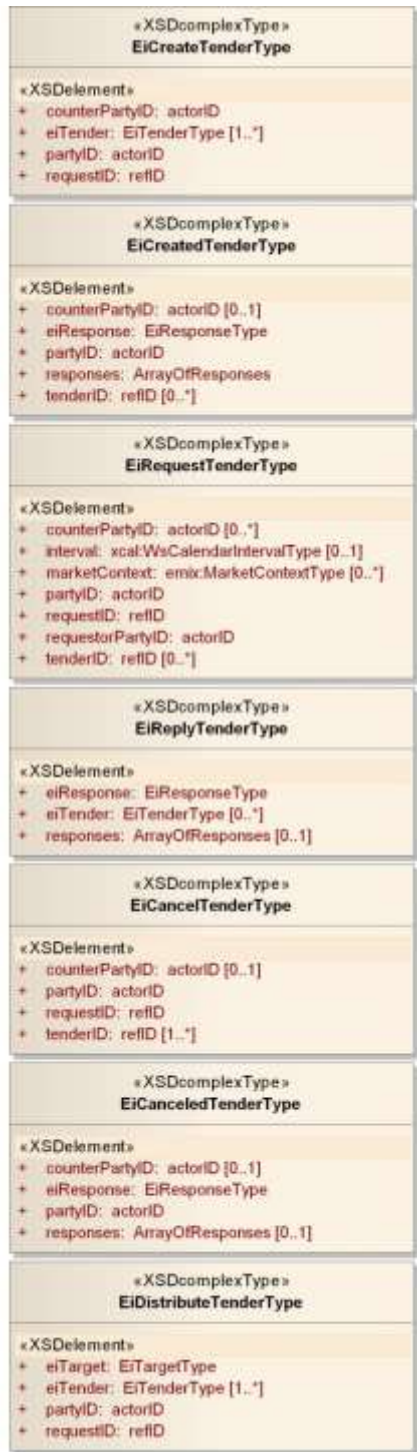 «XSDcomplexType»
EiCreateTenderType
«XSDelement»
+ counterPartyID: actorID
+ eiTender: EiTenderType [1..*]
+ partyID: actorID
+ requestID: refID
«XSDcomplexType»
EiCreatedTenderType
«XSDelement»
+ counterPartyID: actorID [0..1]
+ eiResponse: EiResponseType
+ partyID: actorID
+ responses: ArrayOfResponses
+ tenderID: refID [0..*]
«XSDcomplexType»
EiRequestTenderType
«XSDelement»
+ counterPartyID: actorID [0..*]
+ interval: xcal:WsCalendarIntervalType [0..1]
+ marketContext: emix:MarketContextType [0..*]
+ partyID: actorID
+ requestID: refID
+ requestorPartyID: actorID
+ tenderID: refID [0..*]
«XSDcomplexType»
EiReplyTenderType
«XSDelement»
+ eiResponse: EiResponseType
+ eiTender: EiTenderType [0..*]
+ responses: ArrayOfResponses [0..1]
«XSDcomplexType»
EiCancelTenderType
«XSDelement»
+ counterPartyID: actorID [0..1]
+ partyID: actorID
+ requestID: refID
+ tenderID: refID [1..*]
«XSDcomplexType»
EiCanceledTenderType
«XSDelement»
+ counterPartyID: actorID [0..1]
+ eiResponse: EiResponseType
+ partyID: actorID
+ responses: ArrayOfResponses [0..1]
«XSDcomplexType»
EiDistributeTenderType
«XSDelement»
+ eiTarget: EiTargetType
+ eiTender: EiTenderType [1..*]
+ partyID: actorID
+ requestID: refID